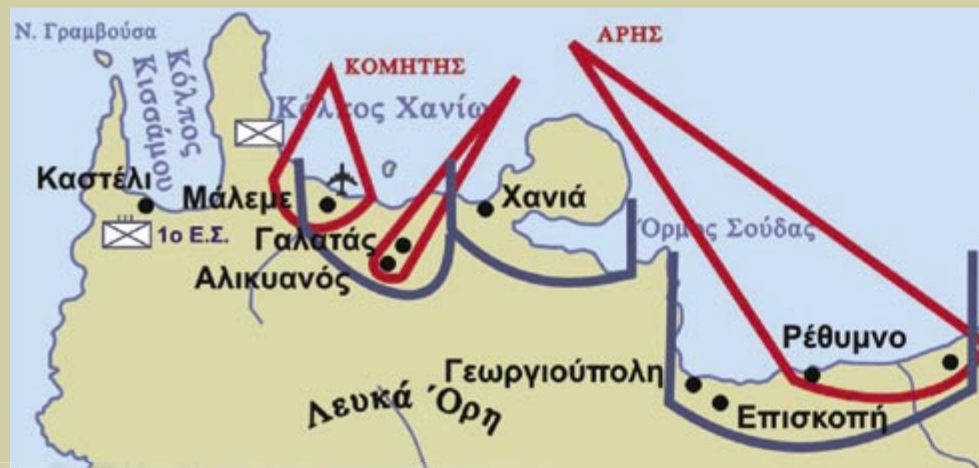 Ν. Γραμβούσα
Κόλπος
Κισσάμου
ΚΟΜΗΤΗΣ
ΑΡΗΣ
Κόλπος Χανίω
Καστέλι
Μάλεμε
Χανιά
1ο Ε.Σ.
Γαλατάς
Όρμος Σούδας
Αλικυανός
Ρέθυμνο
Γεωργιούπολη
Επισκοπή
Λευκά Όρη